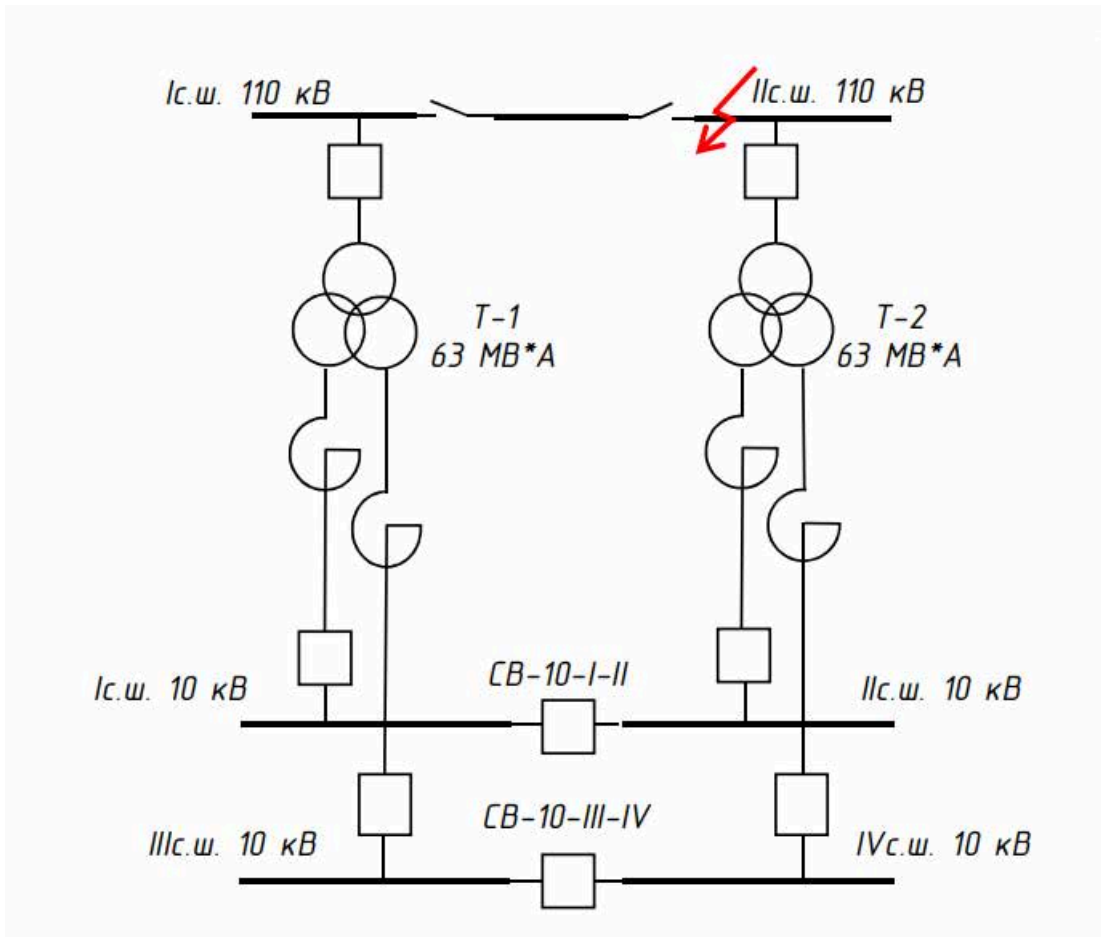 Iс.ш. 110 кВ
IIс.ш. 110 кВ
Т-1
63 МВ*А
Т-2
63 МВ*А
Iс.ш. 10 кВ
СВ-10-I-II
IIс.ш. 10 кВ
IIIс.ш. 10 кВ
СВ-10-III-IV
IVс.ш. 10 кВ